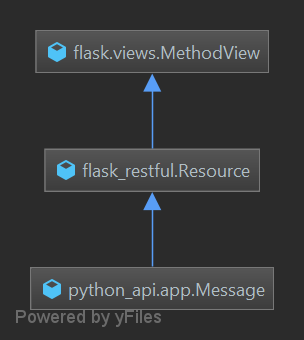 flask.views.MethodView
flask_restful.Resource
python_api.app.Message
Powered by yFiles